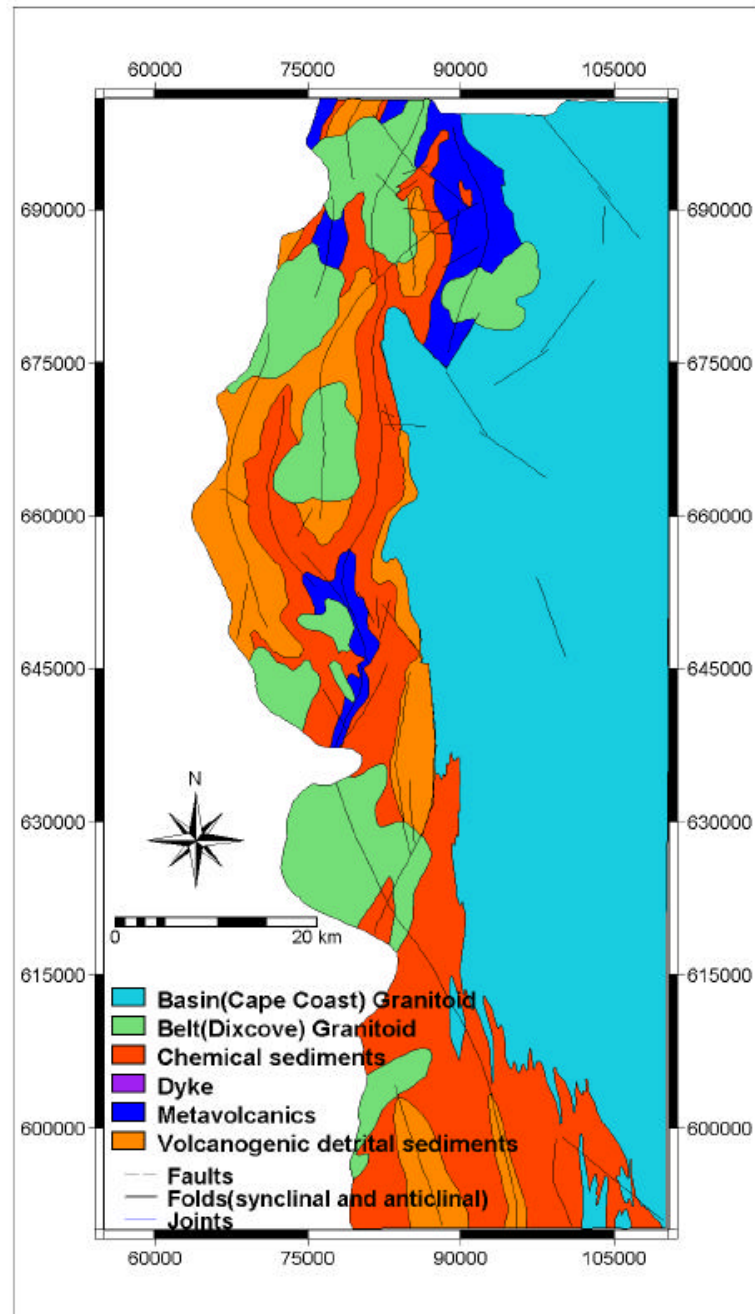 60000 75000 90000 105000
690000 690000
675000 675000
660000 660000
645000 645000
N
630000 630000
0 20 km
615000 615000
Basin(Cape Coast) Granitoid
Belt(Dixcove) Granitoid
Chemical sediments
Dyke
600000 600000
Metavolcanics
Volcanogenic detrital sediments
Faults
Folds(synclinal and anticlinal)
Joints
60000 75000 90000 105000